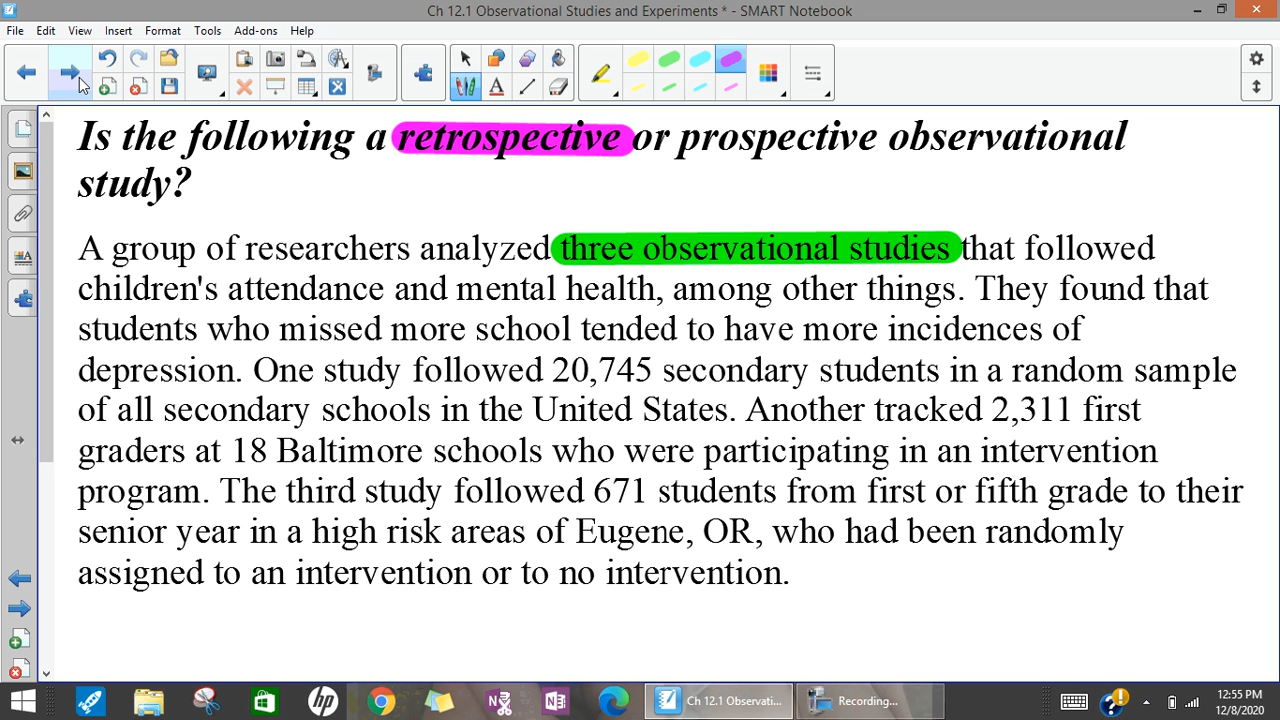 Ch 12.1 Observational Studies and Experiments * - SMART Notebook
File Edit View Insert Format Tools Add-ons Help
Is the following a retrospective or prospective observational
study?
A group of researchers analyzed three observational studies that followed
children's attendance and mental health, among other things. They found that
students who missed more school tended to have more incidences of
depression. One study followed 20,745 secondary students in a random sample
of all secondary schools in the United States. Another tracked 2,311 first
graders at 18 Baltimore schools who were participating in an intervention
program. The third study followed 671 students from first or fifth grade to their
senior year in a high risk areas of Eugene, OR, who had been randomly
assigned to an intervention or to no intervention.
Ch 12.1 Observati...
Recording...
12:55 PM
12/8/2020